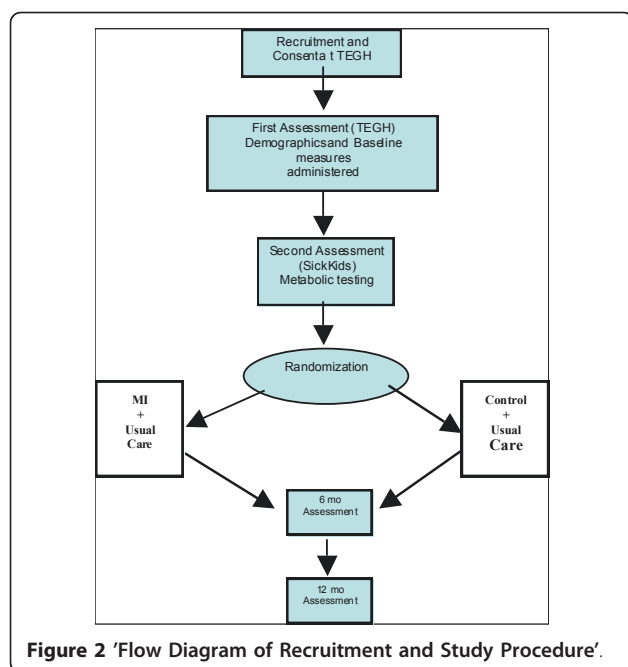 Recruitment and
Consenta t TEGH
First Assessment (TEGH)
Demographicsand Baseline
measures
administered
Second Assessment
(SickKids)
Metabolic testing
Randomization
MI
+
Usual
Care
Control
+
Usual
Care
6 mo
Assessment
12 mo
Assessment
Figure 2 'Flow Diagram of Recruitment and Study Procedure'.